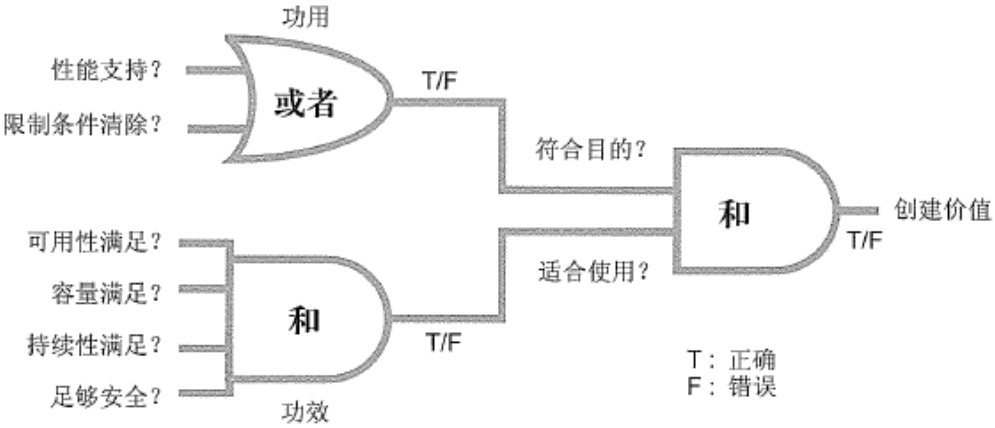 功用
性能支持?
T/F
或者
限制条件清除?
符合目的?
和
创建价值
T/F
可用性满足?
适合使用?
容量满足?
和
持续性满足?
T/F
T: 正确
F: 错误
足够安全?
功效